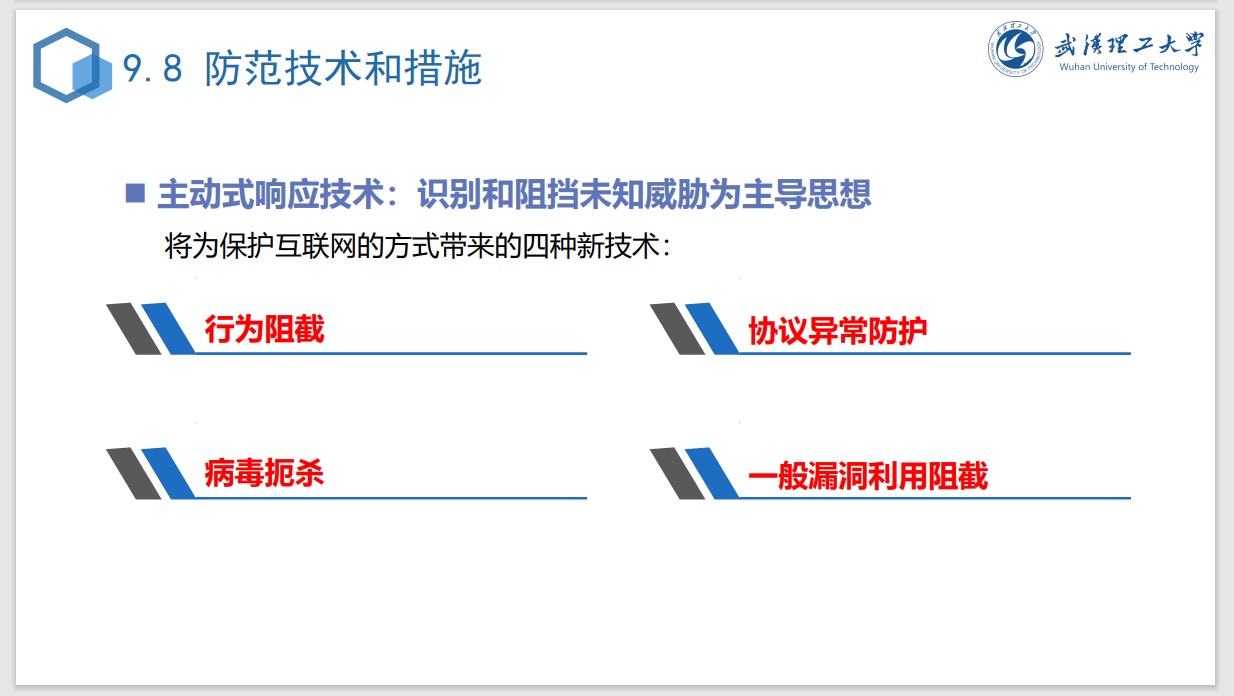 9.8 防范技术和措施
武汉理工大学
Wuhan University of Technology
主动式响应技术：识别和阻挡未知威胁为主导思想
将为保护互联网的方式带来的四种新技术：
行为阻截
协议异常防护
病毒扼杀
一般漏洞利用阻截